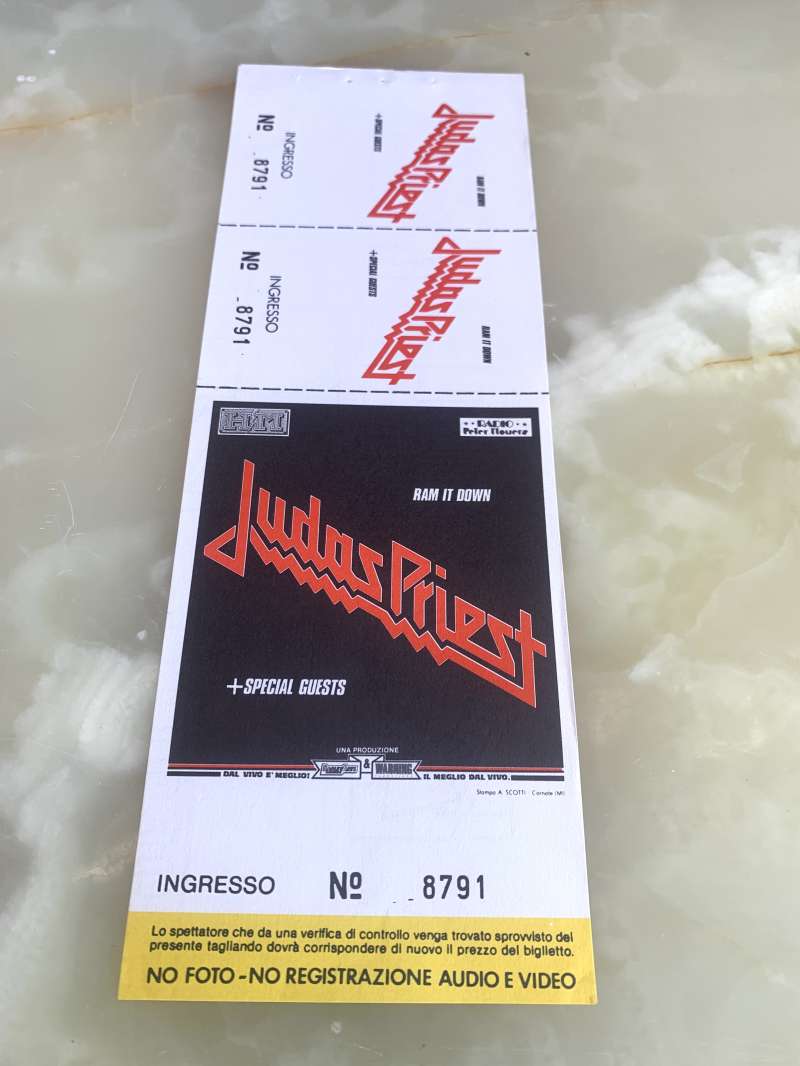 Judas Priest
RAM IT DOWN
+SPECIAL GUESTS
INGRESSO
Nº 8791
Judas Priest
RAM IT DOWN
+SPECIAL GUESTS
INGRESSO
Nº 8791
RADIO
Peter Flowers
RAM IT DOWN
Judas Priest
+SPECIAL GUESTS
UNA PRODUZIONE
DAL VIVO E' MEGLIO! & WARNING IL MEGLIO DAL VIVO.
Stampa A. SCOTTI Cornate (MI)
INGRESSO Nº 8791
Lo spettatore che da una verifica di controllo venga trovato sprovvisto del
presente tagliando dovrà corrispondere di nuovo il prezzo del biglietto.
NO FOTO - NO REGISTRAZIONE AUDIO E VIDEO